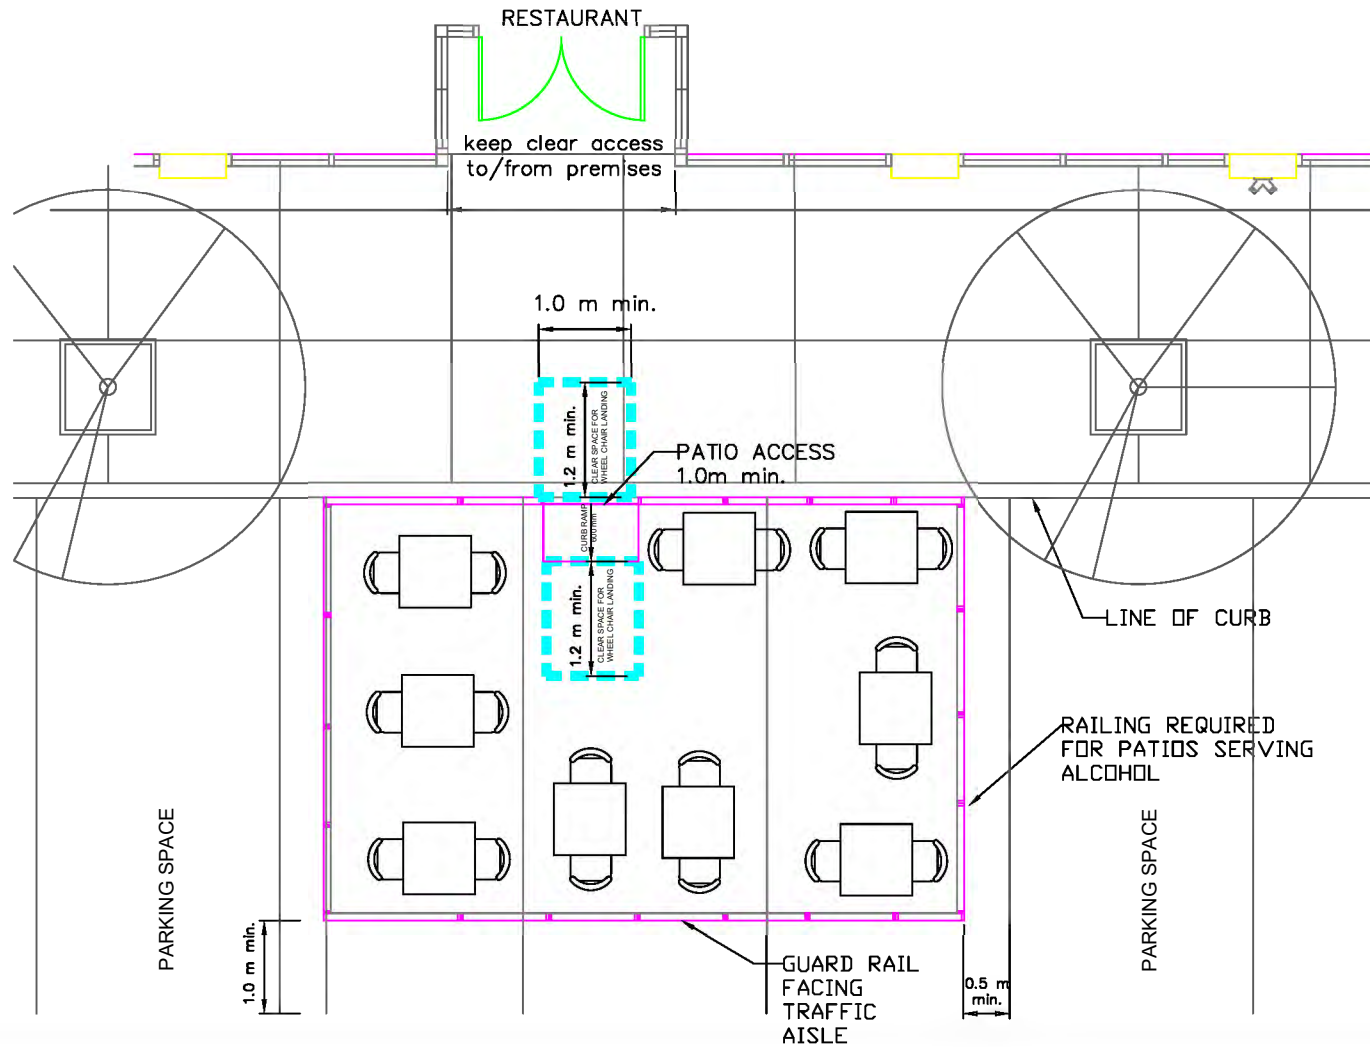 RESTAURANT
keep clear access
to/from premises
1.0 m min.
1.2 m min.
CLEAR SPACE FOR
WHEEL CHAIR LANDING
PATIO ACCESS
1.0m min.
CURB RAMP
600 min
1.2 m min.
CLEAR SPACE FOR
WHEEL CHAIR LANDING
LINE OF CURB
RAILING REQUIRED
FOR PATIOS SERVING
ALCOHOL
PARKING SPACE
PARKING SPACE
1.0 m min.
GUARD RAIL
FACING
TRAFFIC
AISLE
0.5 m
min.